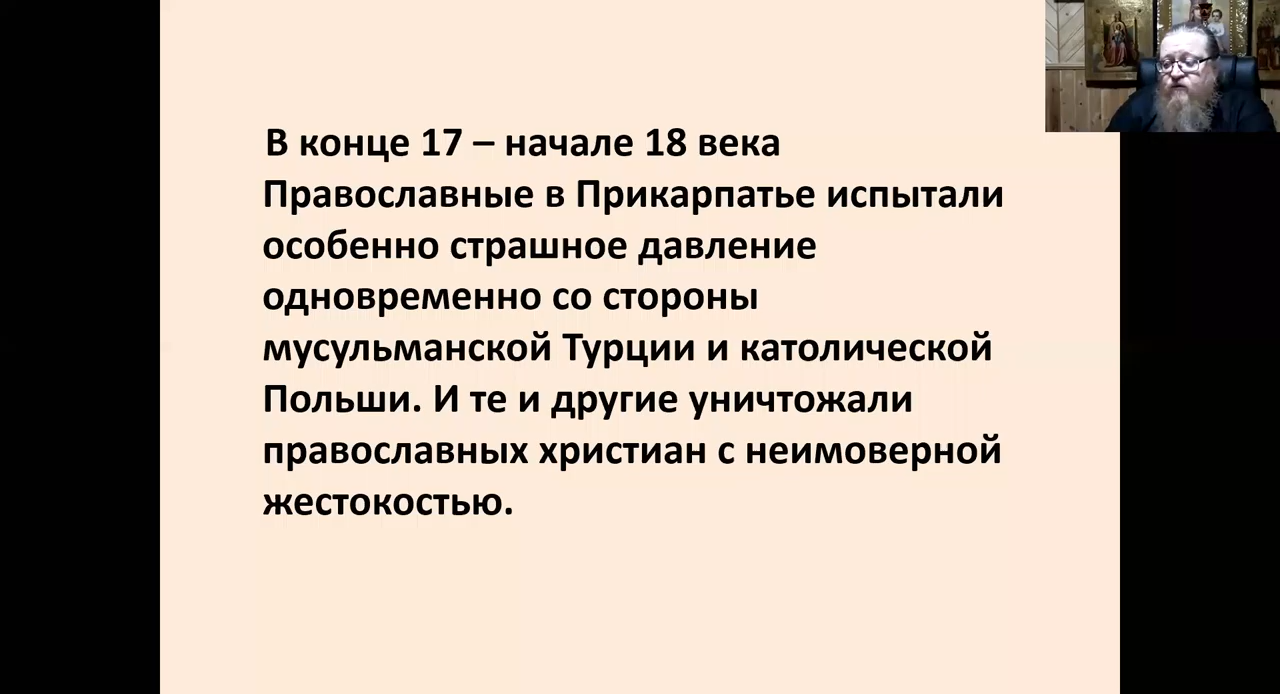 В конце 17 – начале 18 века
Православные в Прикарпатье испытали
особенно страшное давление
одновременно со стороны
мусульманской Турции и католической
Польши. И те и другие уничтожали
православных христиан с неимоверной
жестокостью.